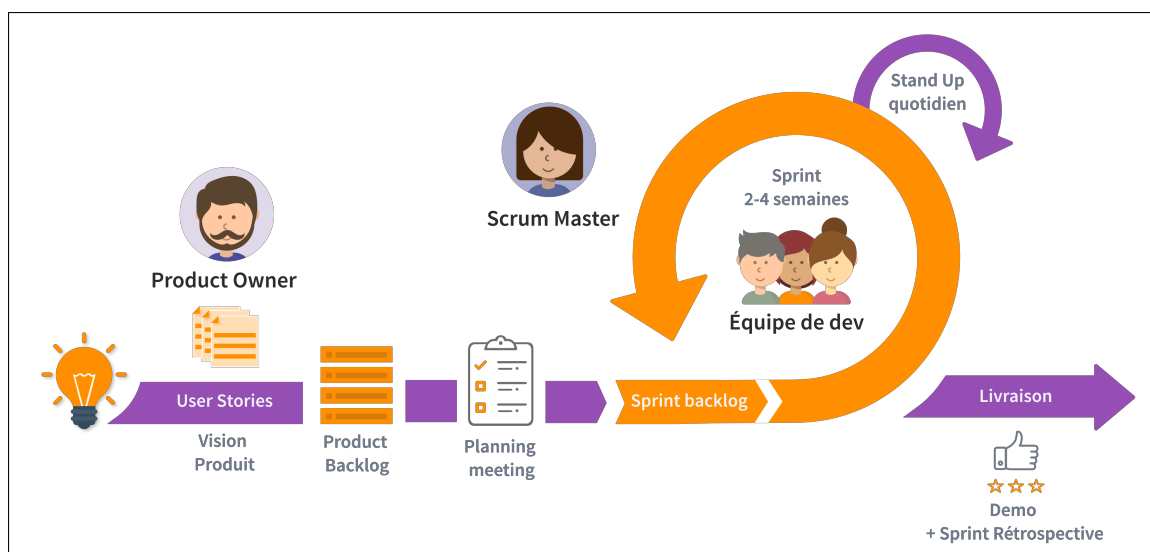 Stand Up
quotidien
Sprint
2-4 semaines
Scrum Master
Product Owner
Équipe de dev
User Stories
Sprint backlog
Livraison
Vision
Produit
Product
Backlog
Planning
meeting
Demo
+ Sprint Rétrospective